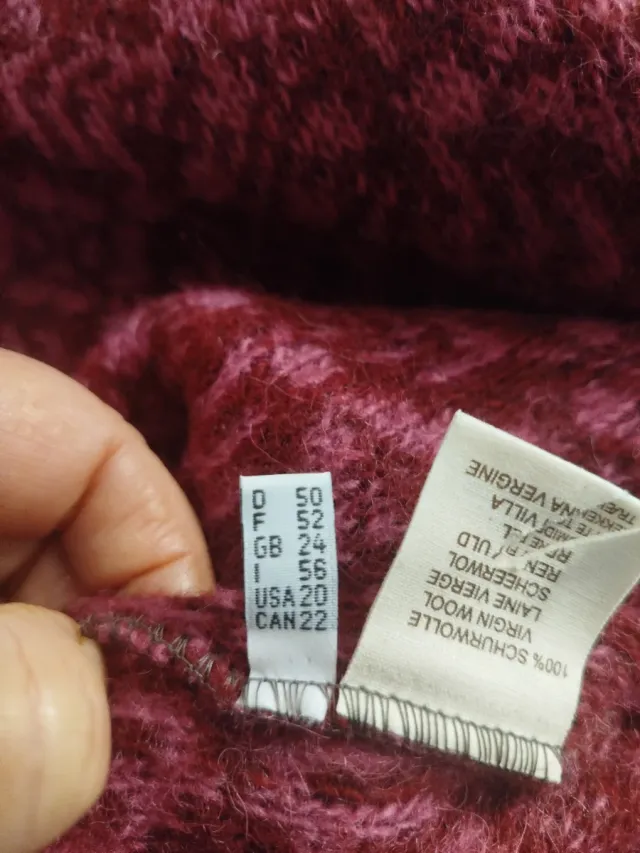 D 50
F 52
GB 24
I 56
USA 20
CAN 22
100% SCHURWOLLE
VIRGIN WOOL
LAINE VIERGE
SCHEERWOL
REN ULD
VILLA
VERGINE